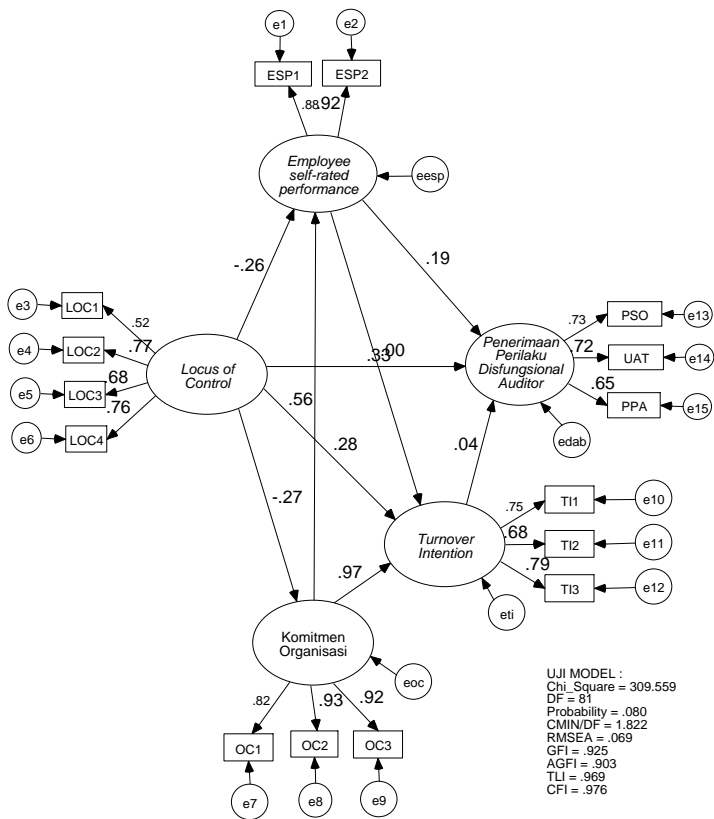 e1
e2
ESP1
ESP2
.88
.92
Employee
self-rated
performance
eesp
-.26
.19
e3
LOC1
.52
e4
LOC2
.77
e5
LOC3
.68
e6
LOC4
.76
Locus of
Control
.33
.00
Penerimaan
Perilaku
Disfungsional
Auditor
.73
PSO
e13
.72
UAT
e14
.65
PPA
e15
edab
.56
.28
.04
-.27
.97
Turnover
Intention
.75
TI1
e10
.68
TI2
e11
.79
TI3
e12
eti
Komitmen
Organisasi
eoc
.82
.93
.92
OC1
OC2
OC3
e7
e8
e9
UJI MODEL :
Chi_Square = 309.559
DF = 81
Probability = .080
CMIN/DF = 1.822
RMSEA = .069
GFI = .925
AGFI = .903
TLI = .969
CFI = .976